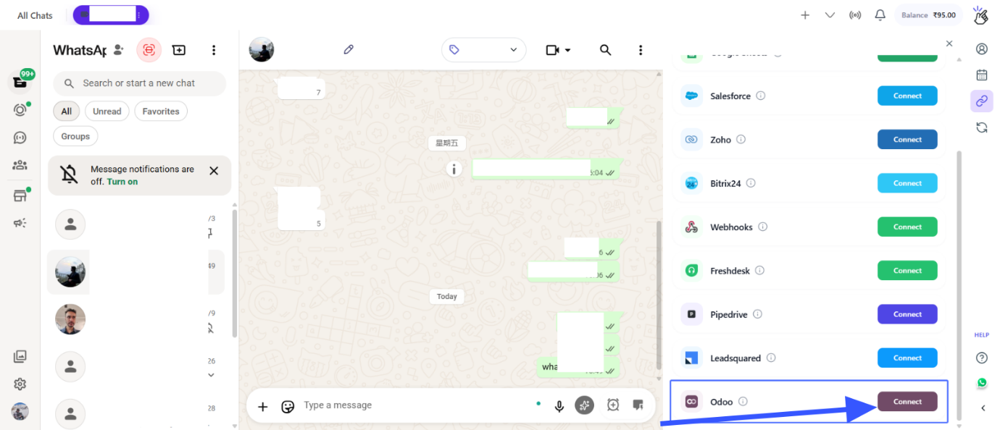 All Chats
Balance ₹95.00
WhatsAp
99+
Search or start a new chat
All
Unread
Favorites
Groups
Message notifications are
off. Turn on
/3
49
/9
26
28
7
星期五
5:04
5
6
06
Today
wha
Type a message
Salesforce
Connect
Zoho
Connect
Bitrix24
Connect
Webhooks
Connect
Freshdesk
Connect
Pipedrive
Connect
Leadsquared
Connect
Odoo
Connect
HELP